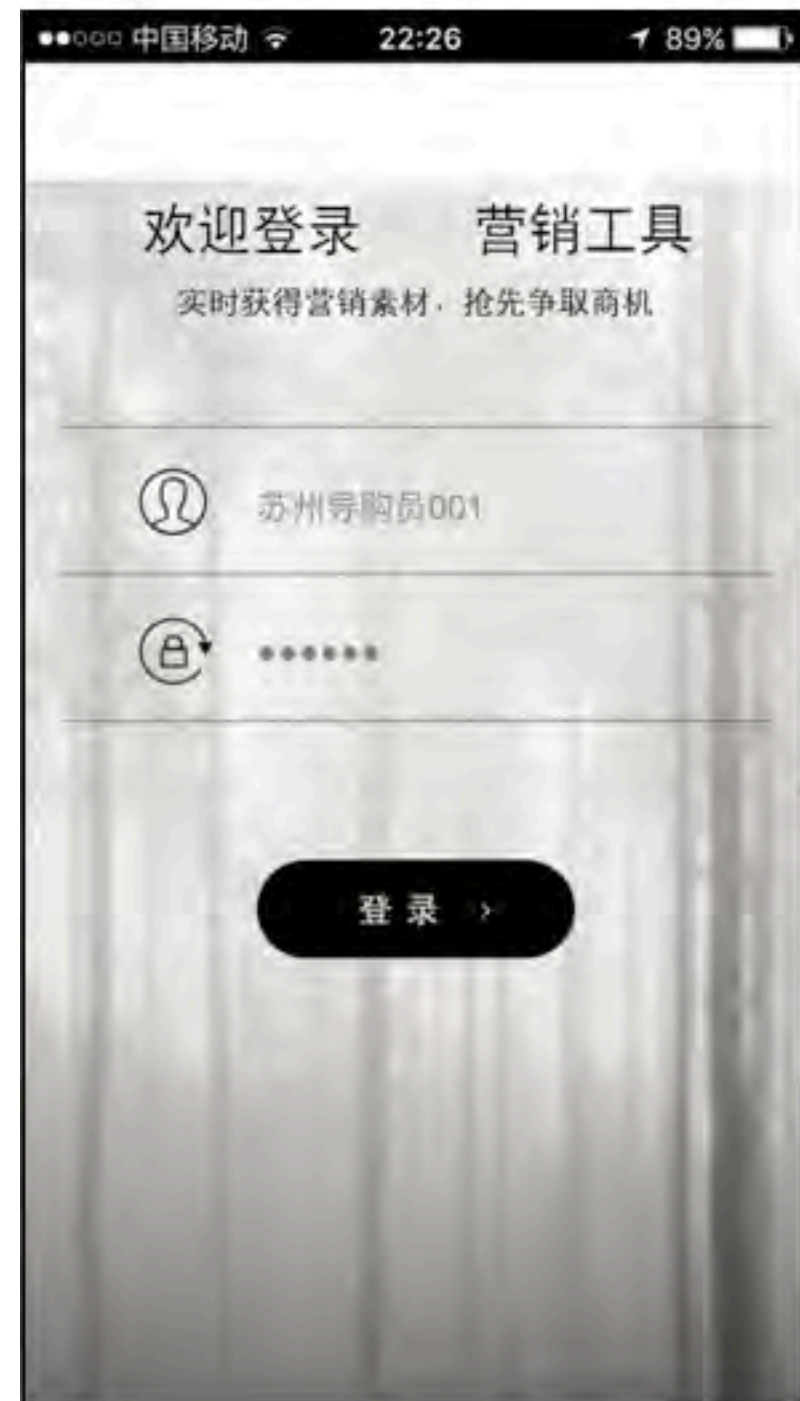 中国移动 22:26 89%
欢迎登录 营销工具
实时获得营销素材，抢先争取商机
苏州导购员001
••••••
登录 ›